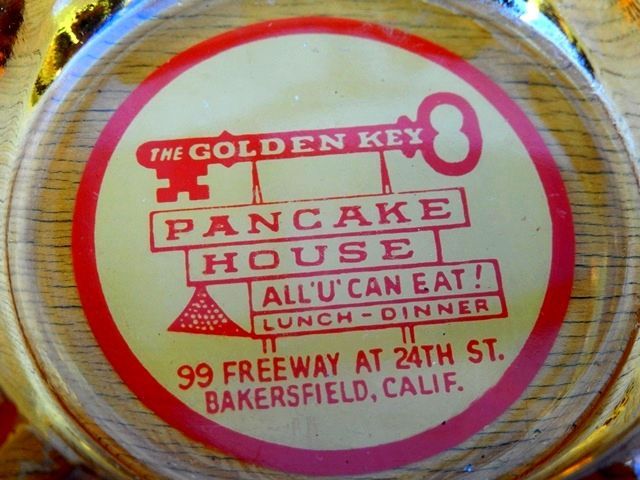 THE GOLDEN KEY
PANCAKE
HOUSE
ALL 'U' CAN EAT!
LUNCH - DINNER
99 FREEWAY AT 24TH ST.
BAKERSFIELD, CALIF.